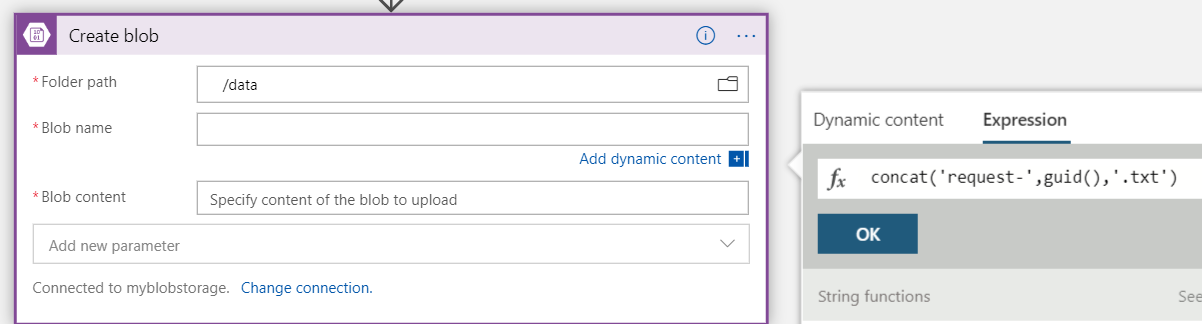 Create blob
* Folder path
/data
* Blob name
Add dynamic content
* Blob content
Specify content of the blob to upload
Add new parameter
Connected to myblobstorage. Change connection.
Dynamic content Expression
fx concat('request-',guid(),'.txt')
OK
String functions See